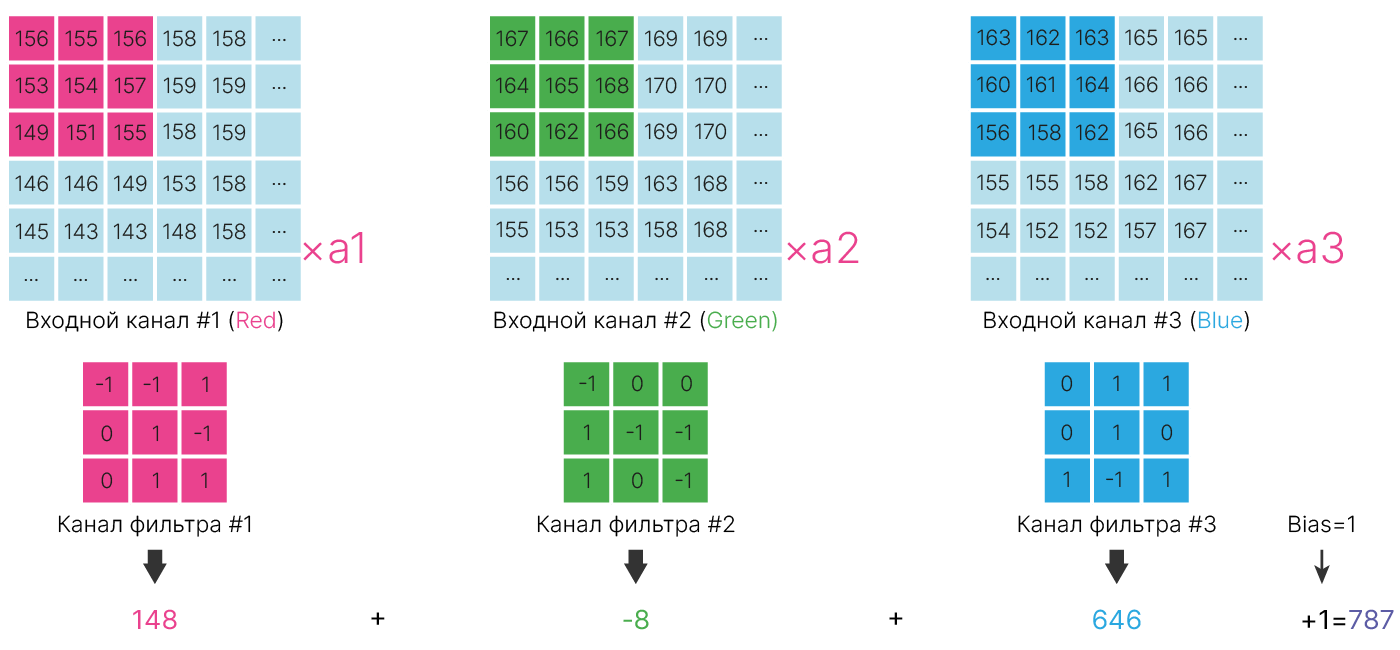 156 155 156 158 158 ...
153 154 157 159 159 ...
149 151 155 158 159
146 146 149 153 158 ...
145 143 143 148 158 ...
... ... ... ... ... ...
×a1
Входной канал #1 (Red)
167 166 167 169 169 ...
164 165 168 170 170 ...
160 162 166 169 170 ...
156 156 159 163 168 ...
155 153 153 158 168 ...
... ... ... ... ... ...
×a2
Входной канал #2 (Green)
163 162 163 165 165 ...
160 161 164 166 166 ...
156 158 162 165 166 ...
155 155 158 162 167 ...
154 152 152 157 167 ...
... ... ... ... ... ...
×a3
Входной канал #3 (Blue)
-1 -1 1
0 1 -1
0 1 1
Канал фильтра #1
-1 0 0
1 -1 -1
1 0 -1
Канал фильтра #2
0 1 1
0 1 0
1 -1 1
Канал фильтра #3
Bias=1
148 + -8 + 646 +1=787